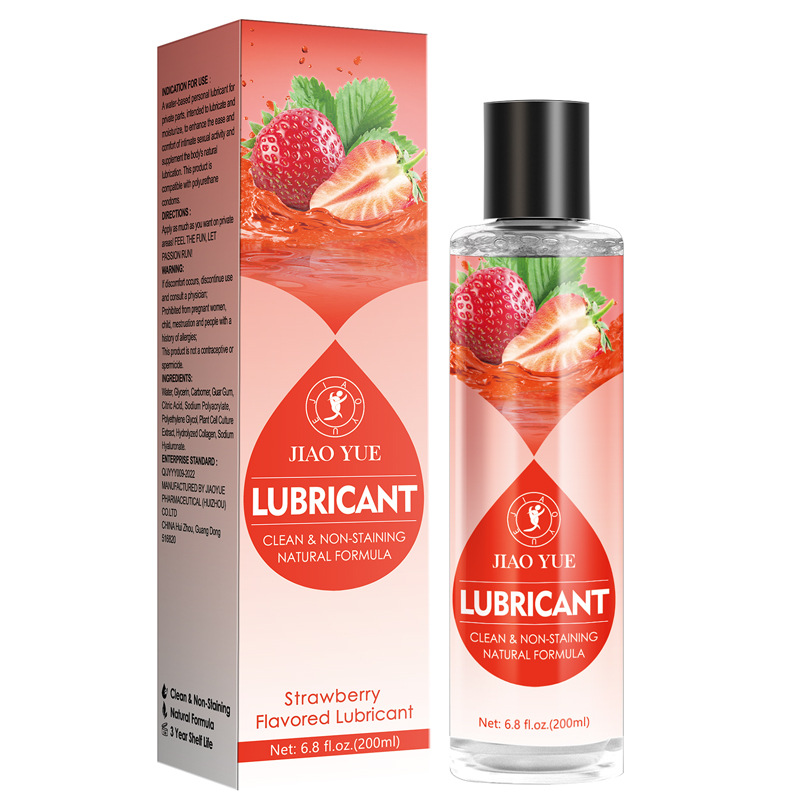 INDICATION FOR USE :
A water-based personal lubricant for
private parts, intended to lubricate and
moisturize, to enhance the ease and
comfort of intimate sexual activity and
supplement the body's natural
lubrication. This product is
compatible with polyurethane
condoms.
DIRECTIONS :
Apply as much as you want on private
areas! FEEL THE FUN, LET
PASSION RUN!
WARNING:
If discomfort occurs, discontinue use
and consult a physician;
Prohibited from pregnant women,
child, mestruation and people with a
history of allergies;
This product is not a contraceptive or
spermicide.
INGREDIENTS:
Water, Glycerin, Carbomer, Guar Gum,
Citric Acid, Sodium Polyacrylate,
Polyethylene Glycol, Plant Cell Culture
Extract, Hydrolyzed Collagen, Sodium
Hyaluronate.
ENTERPRISE STANDARD :
QIJYYY009-2022
MANUFACTURED BY JIAOYUE
PHARMACEUTICAL (HUIZHOU)
CO.LTD
CHINA Hui Zhou, Guang Dong
516820
Clean & Non-Staining
Natural Formula
3 Year Shelf Life
JIAO YUE
JIAO YUE
LUBRICANT
CLEAN & NON-STAINING
NATURAL FORMULA
Strawberry
Flavored Lubricant
Net: 6.8 fl.oz.(200ml)
JIAO YUE
JIAO YUE
LUBRICANT
CLEAN & NON-STAINING
NATURAL FORMULA
Net: 6.8 fl.oz.(200ml)